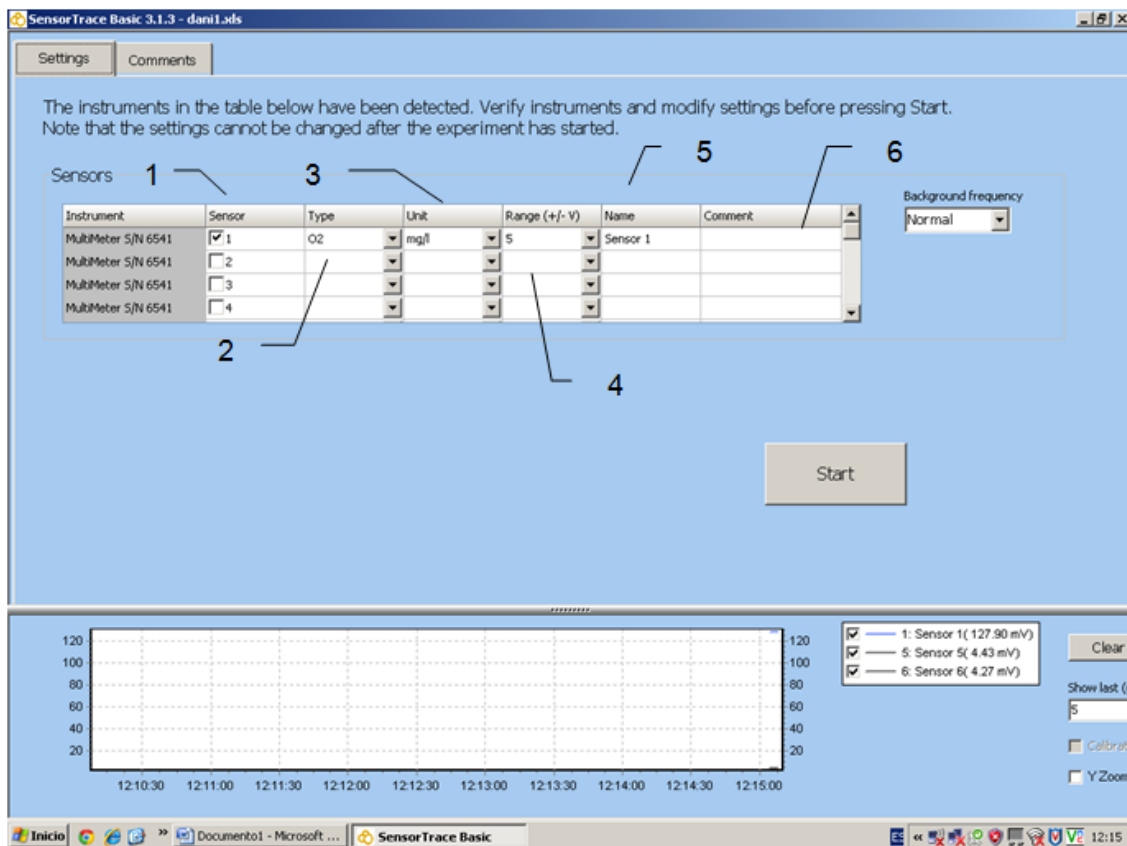 SensorTrace Basic 3.1.3 - dani1.xls
Settings Comments
The instruments in the table below have been detected. Verify instruments and modify settings before pressing Start.
Note that the settings cannot be changed after the experiment has started.
Sensors 1 3 5 6
Background frequency
Normal
Instrument Sensor Type Unit Range (+/- V) Name Comment
MultiMeter S/N 6541 1 O2 mg/l 5 Sensor 1
MultiMeter S/N 6541 2
MultiMeter S/N 6541 3
MultiMeter S/N 6541 4
2 4
Start
120 120
100 100
80 80
60 60
40 40
20 20
12:10:30 12:11:00 12:11:30 12:12:00 12:12:30 12:13:00 12:13:30 12:14:00 12:14:30 12:15:00
1: Sensor 1( 127.90 mV)
5: Sensor 5( 4.43 mV)
6: Sensor 6( 4.27 mV)
Clear
Show last (
5
Calibrat
Y Zoom
Inicio » Documento1 - Microsoft ... SensorTrace Basic ES « 12:15